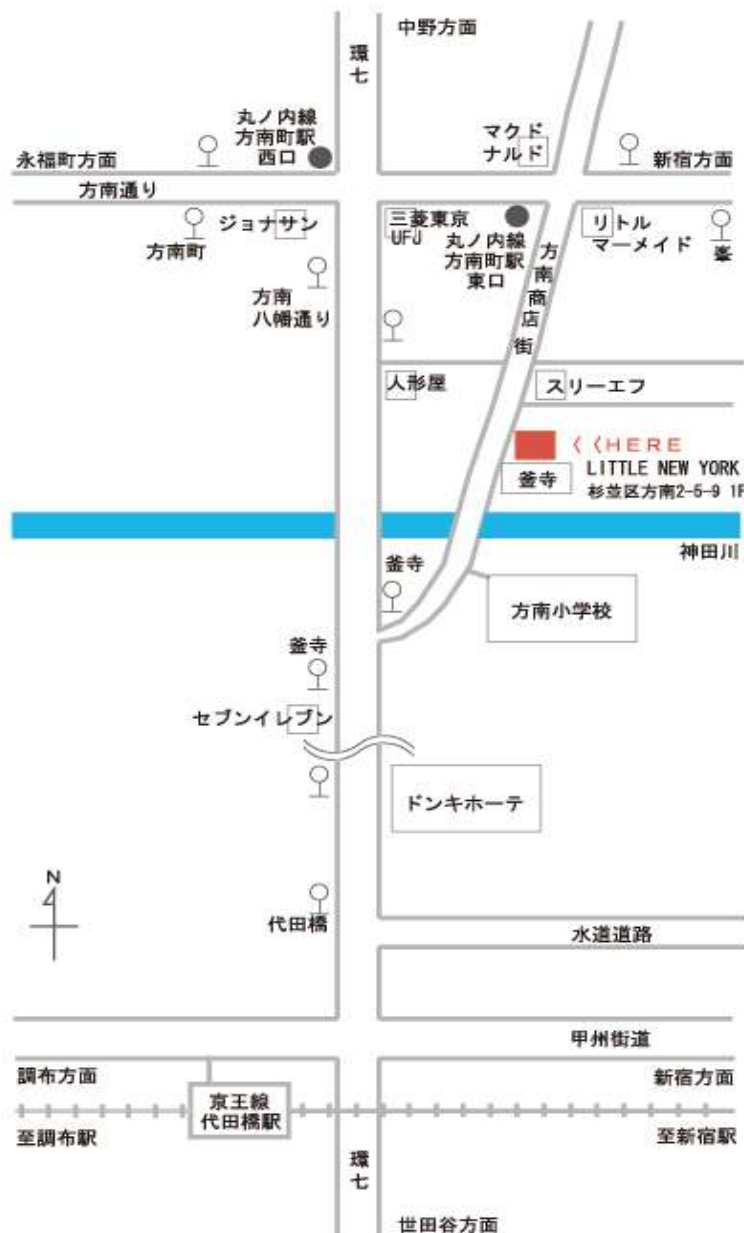 中野方面
環七
丸ノ内線
方南町駅
西口
マクド
ナルド
永福町方面
新宿方面
方南通り
ジョナサン
三菱東京
UFJ
丸ノ内線
方南町駅
東口
リトル
マーメイド
峯
方南町
方南商店街
方南
八幡通り
人形屋
スリーエフ
くくHERE
LITTLE NEW YORK
釜寺
杉並区方南2-5-9 1F
神田川
釜寺
方南小学校
釜寺
セブンイレブン
ドンキホーテ
N
代田橋
水道道路
甲州街道
調布方面
新宿方面
京王線
代田橋駅
至調布駅
至新宿駅
環七
世田谷方面